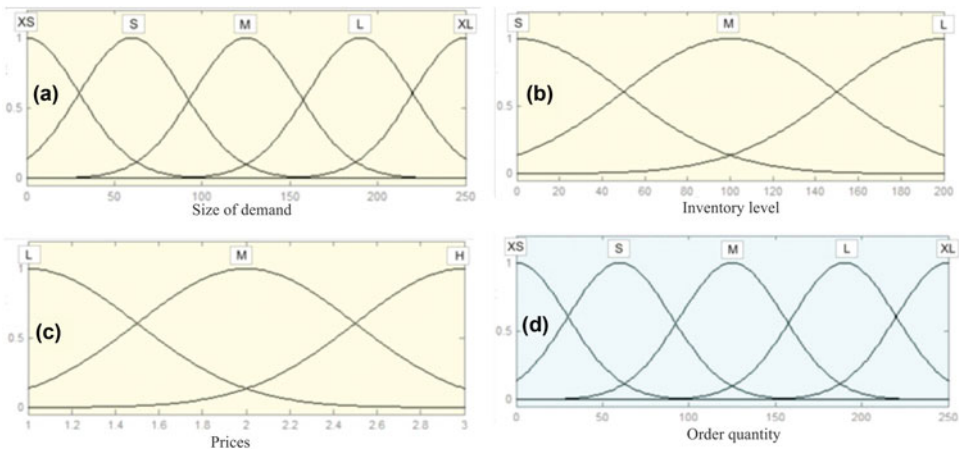 XS S M L XL
1
(a)
0.5
0
0 50 100 150 200 250
Size of demand
S M L
1
(b)
0.5
0
0 20 40 60 80 100 120 140 160 180 200
Inventory level
L M H
1
(c)
0.5
0
1 1.2 1.4 1.6 1.8 2 2.2 2.4 2.6 2.8 3
Prices
XS S M L XL
1
(d)
0.5
0
0 50 100 150 200 250
Order quantity